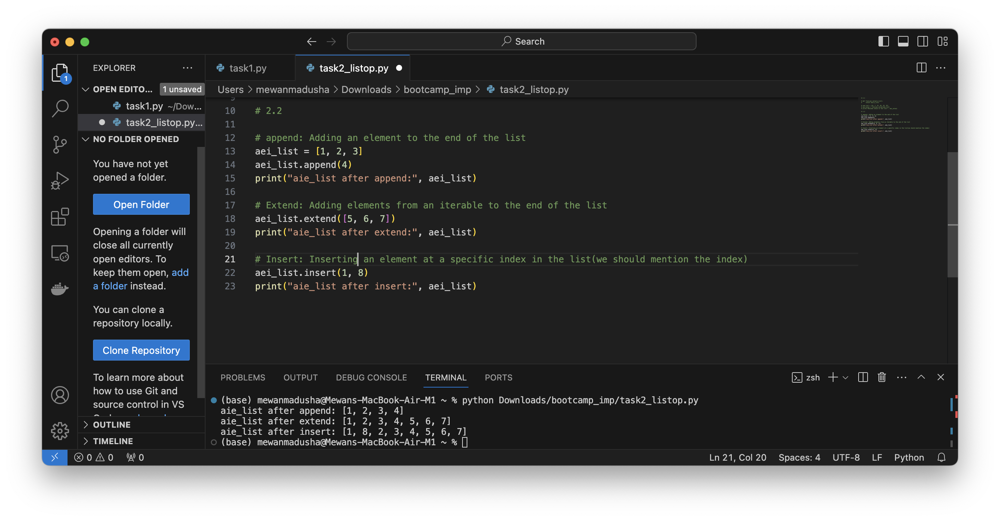 Search
EXPLORER
task1.py
task2_listop.py
OPEN EDITO... 1 unsaved
Users > mewanmadusha > Downloads > bootcamp_imp > task2_listop.py
task1.py ~/Dow...
task2_listop.py...
NO FOLDER OPENED
You have not yet
opened a folder.
Open Folder
Opening a folder will
close all currently
open editors. To
keep them open, add
a folder instead.
You can clone a
repository locally.
Clone Repository
To learn more about
how to use Git and
source control in VS
OUTLINE
TIMELINE
9
10 # 2.2
11
12 # append: Adding an element to the end of the list
13 aei_list = [1, 2, 3]
14 aei_list.append(4)
15 print("aie_list after append:", aei_list)
16
17 # Extend: Adding elements from an iterable to the end of the list
18 aei_list.extend([5, 6, 7])
19 print("aie_list after extend:", aei_list)
20
21 # Insert: Inserting an element at a specific index in the list(we should mention the index)
22 aei_list.insert(1, 8)
23 print("aie_list after insert:", aei_list)
PROBLEMS OUTPUT DEBUG CONSOLE TERMINAL PORTS zsh
(base) mewanmadusha@Mewans-MacBook-Air-M1 ~ % python Downloads/bootcamp_imp/task2_listop.py
aie_list after append: [1, 2, 3, 4]
aie_list after extend: [1, 2, 3, 4, 5, 6, 7]
aie_list after insert: [1, 8, 2, 3, 4, 5, 6, 7]
(base) mewanmadusha@Mewans-MacBook-Air-M1 ~ %
0 0 0 Ln 21, Col 20 Spaces: 4 UTF-8 LF Python
1